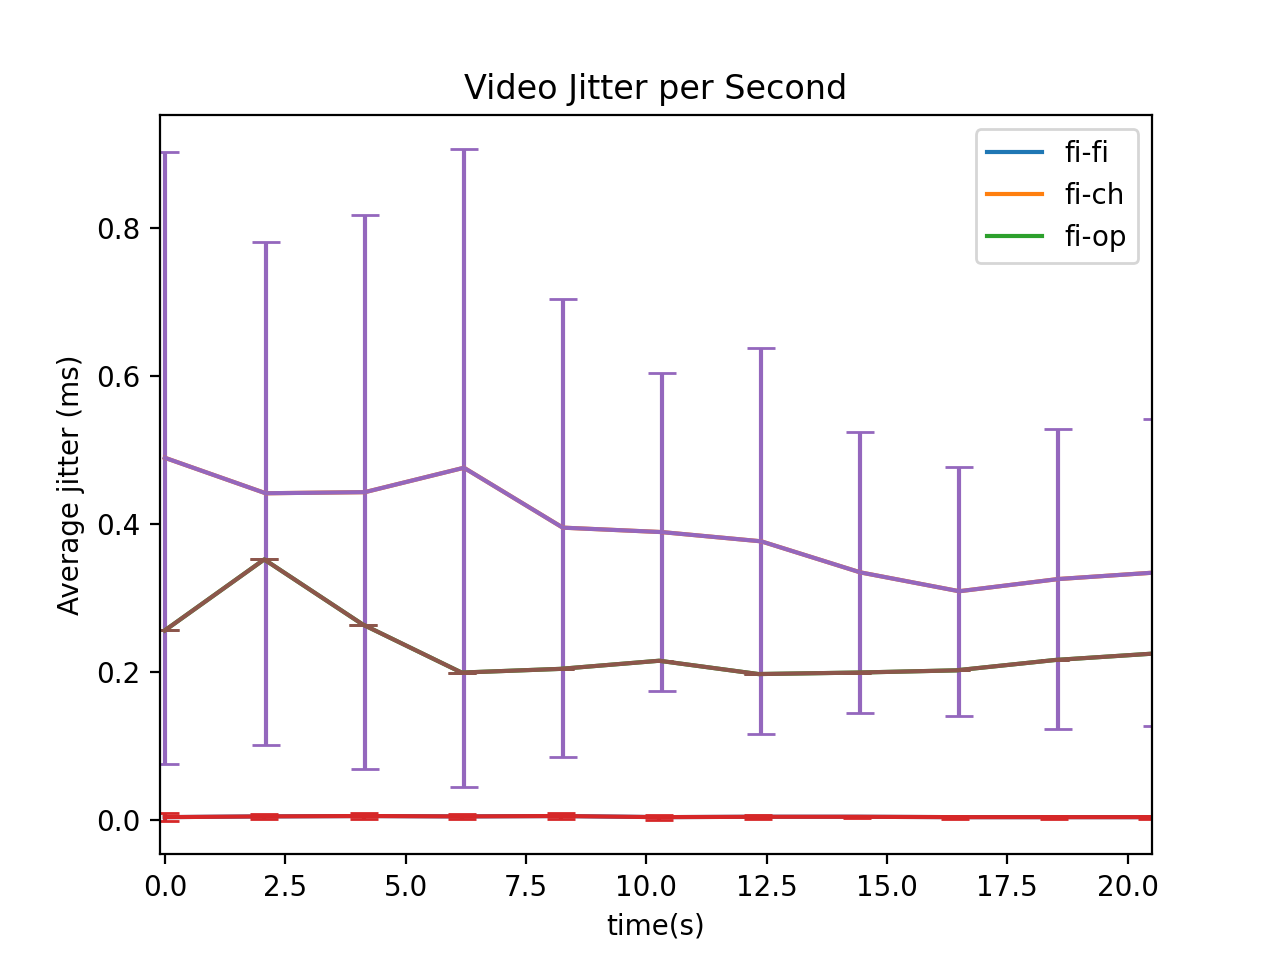 Video Jitter per Second
fi-fi
fi-ch
fi-op
Average jitter (ms)
0.8
0.6
0.4
0.2
0.0
0.0 2.5 5.0 7.5 10.0 12.5 15.0 17.5 20.0
time(s)